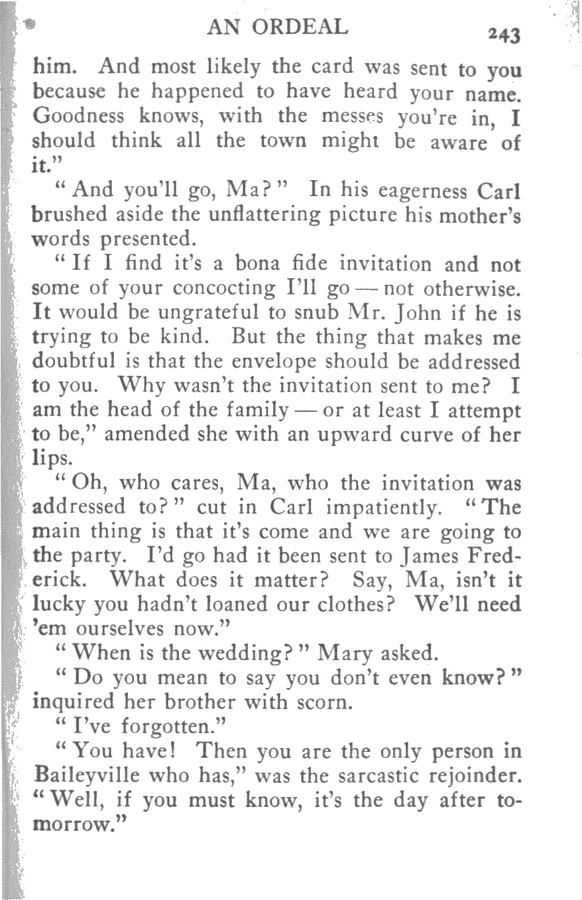 AN ORDEAL 243
him. And most likely the card was sent to you
because he happened to have heard your name.
Goodness knows, with the messes you're in, I
should think all the town might be aware of
it.”
“ And you'll go, Ma? ” In his eagerness Carl
brushed aside the unflattering picture his mother's
words presented.
“ If I find it's a bona fide invitation and not
some of your concocting I'll go — not otherwise.
It would be ungrateful to snub Mr. John if he is
trying to be kind. But the thing that makes me
doubtful is that the envelope should be addressed
to you. Why wasn't the invitation sent to me? I
am the head of the family — or at least I attempt
to be,” amended she with an upward curve of her
lips.
“ Oh, who cares, Ma, who the invitation was
addressed to? ” cut in Carl impatiently. “ The
main thing is that it's come and we are going to
the party. I'd go had it been sent to James Fred-
erick. What does it matter? Say, Ma, isn't it
lucky you hadn't loaned our clothes? We'll need
'em ourselves now.”
“ When is the wedding? ” Mary asked.
“ Do you mean to say you don't even know? ”
inquired her brother with scorn.
“ I've forgotten.”
“ You have! Then you are the only person in
Baileyville who has,” was the sarcastic rejoinder.
“ Well, if you must know, it's the day after to-
morrow.”